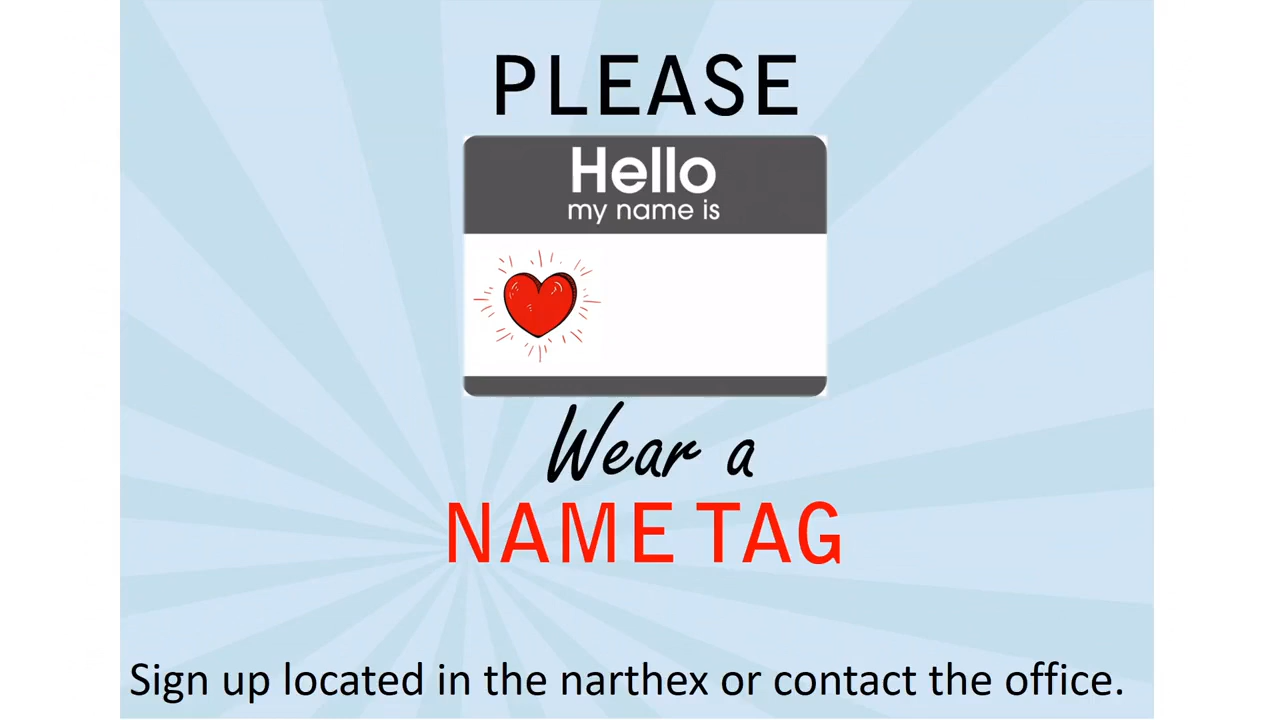 PLEASE
Hello
my name is
Wear a
NAME TAG
Sign up located in the narthex or contact the office.